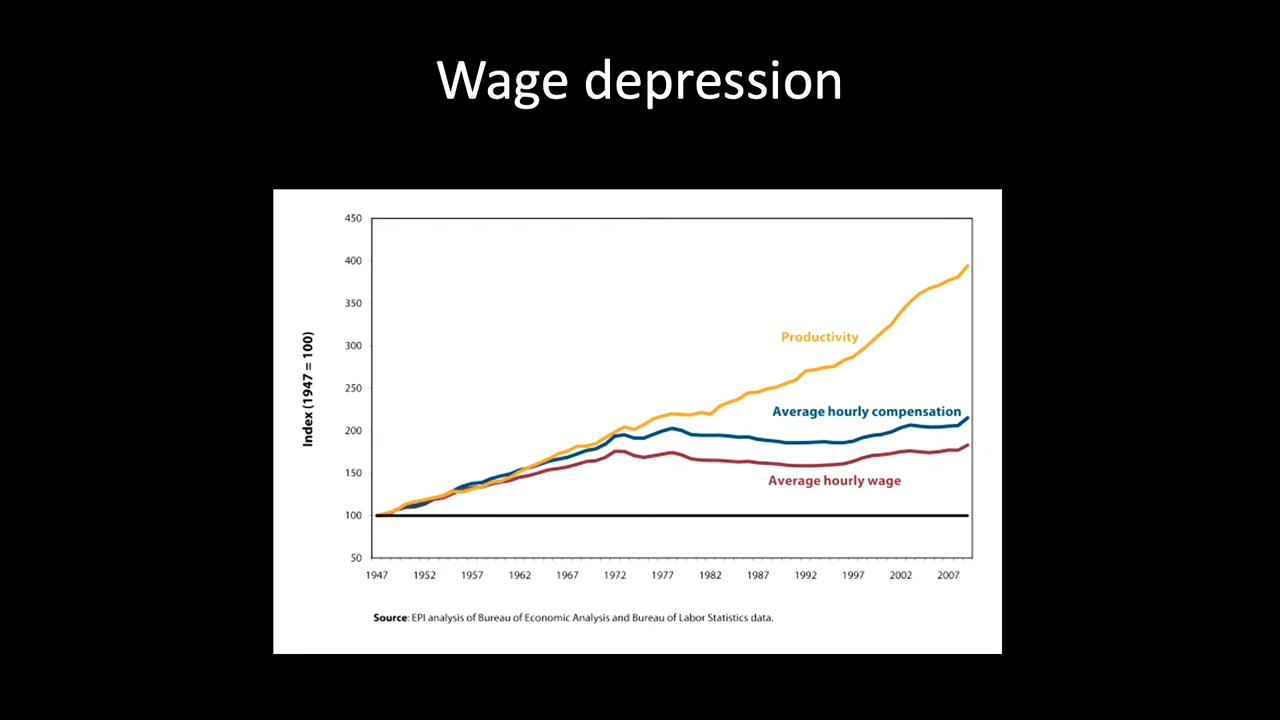 Wage depression
450
400
350
300
250
200
150
100
50
Index (1947 = 100)
Productivity
Average hourly compensation
Average hourly wage
1947 1952 1957 1962 1967 1972 1977 1982 1987 1992 1997 2002 2007
Source: EPI analysis of Bureau of Economic Analysis and Bureau of Labor Statistics data.